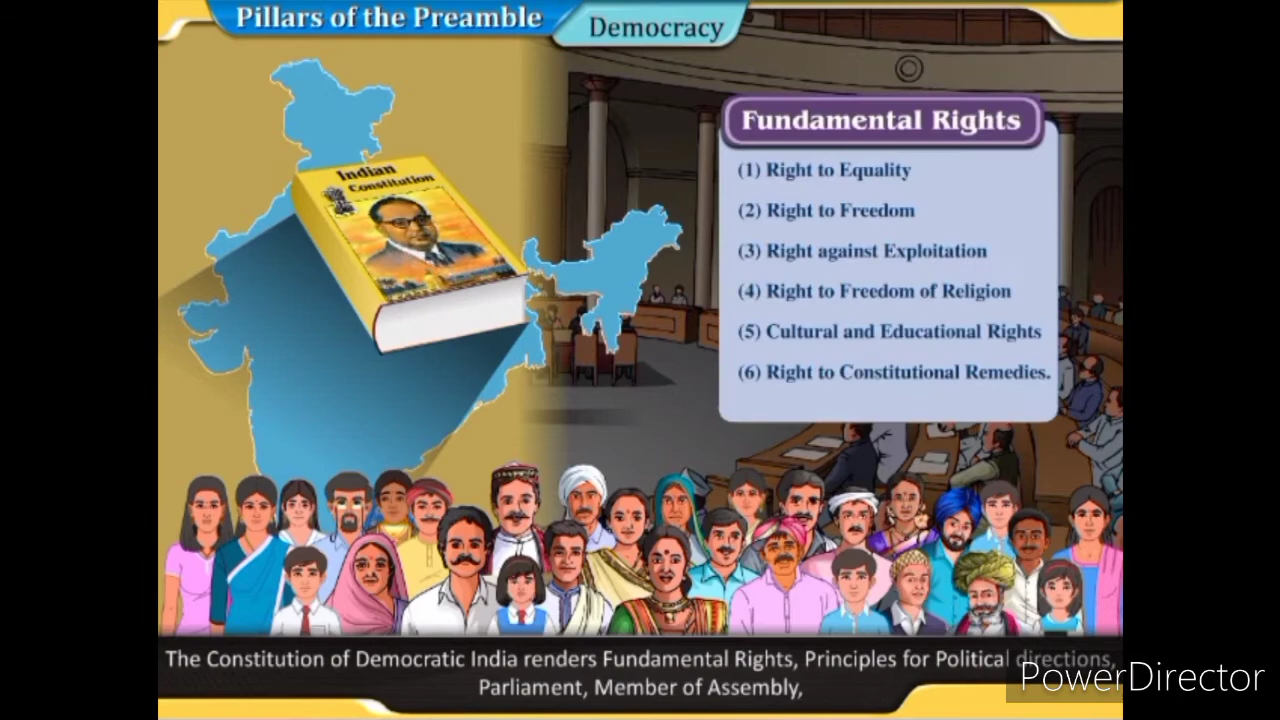 Pillars of the Preamble
Democracy
Indian
Constitution
Fundamental Rights
(1) Right to Equality
(2) Right to Freedom
(3) Right against Exploitation
(4) Right to Freedom of Religion
(5) Cultural and Educational Rights
(6) Right to Constitutional Remedies.
The Constitution of Democratic India renders Fundamental Rights, Principles for Political directions,
Parliament, Member of Assembly,
PowerDirector